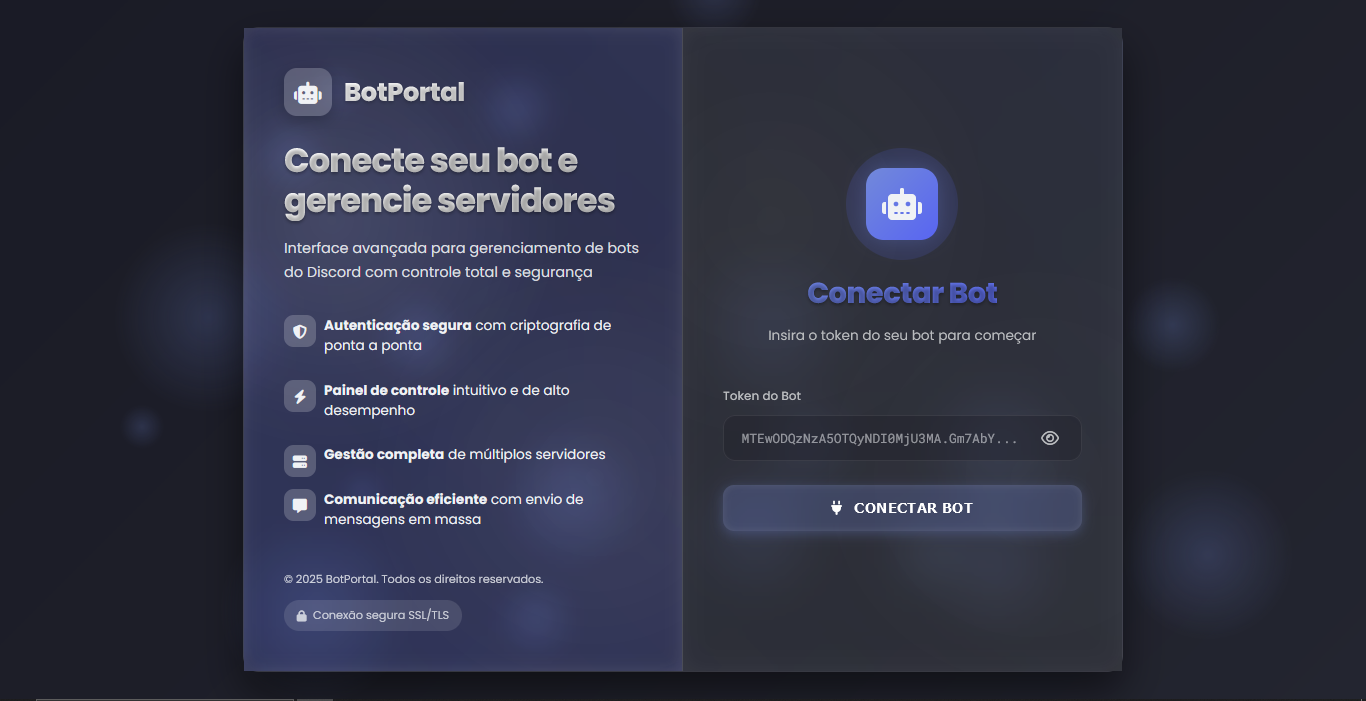 BotPortal
Conecte seu bot e
gerencie servidores
Interface avançada para gerenciamento de bots
do Discord com controle total e segurança
Autenticação segura com criptografia de
ponta a ponta
Painel de controle intuitivo e de alto
desempenho
Gestão completa de múltiplos servidores
Comunicação eficiente com envio de
mensagens em massa
© 2025 BotPortal. Todos os direitos reservados.
Conexão segura SSL/TLS
Conectar Bot
Insira o token do seu bot para começar
Token do Bot
MTEwODQzNzA5OTQyNDI0MjU3MA.Gm7AbY...
CONECTAR BOT